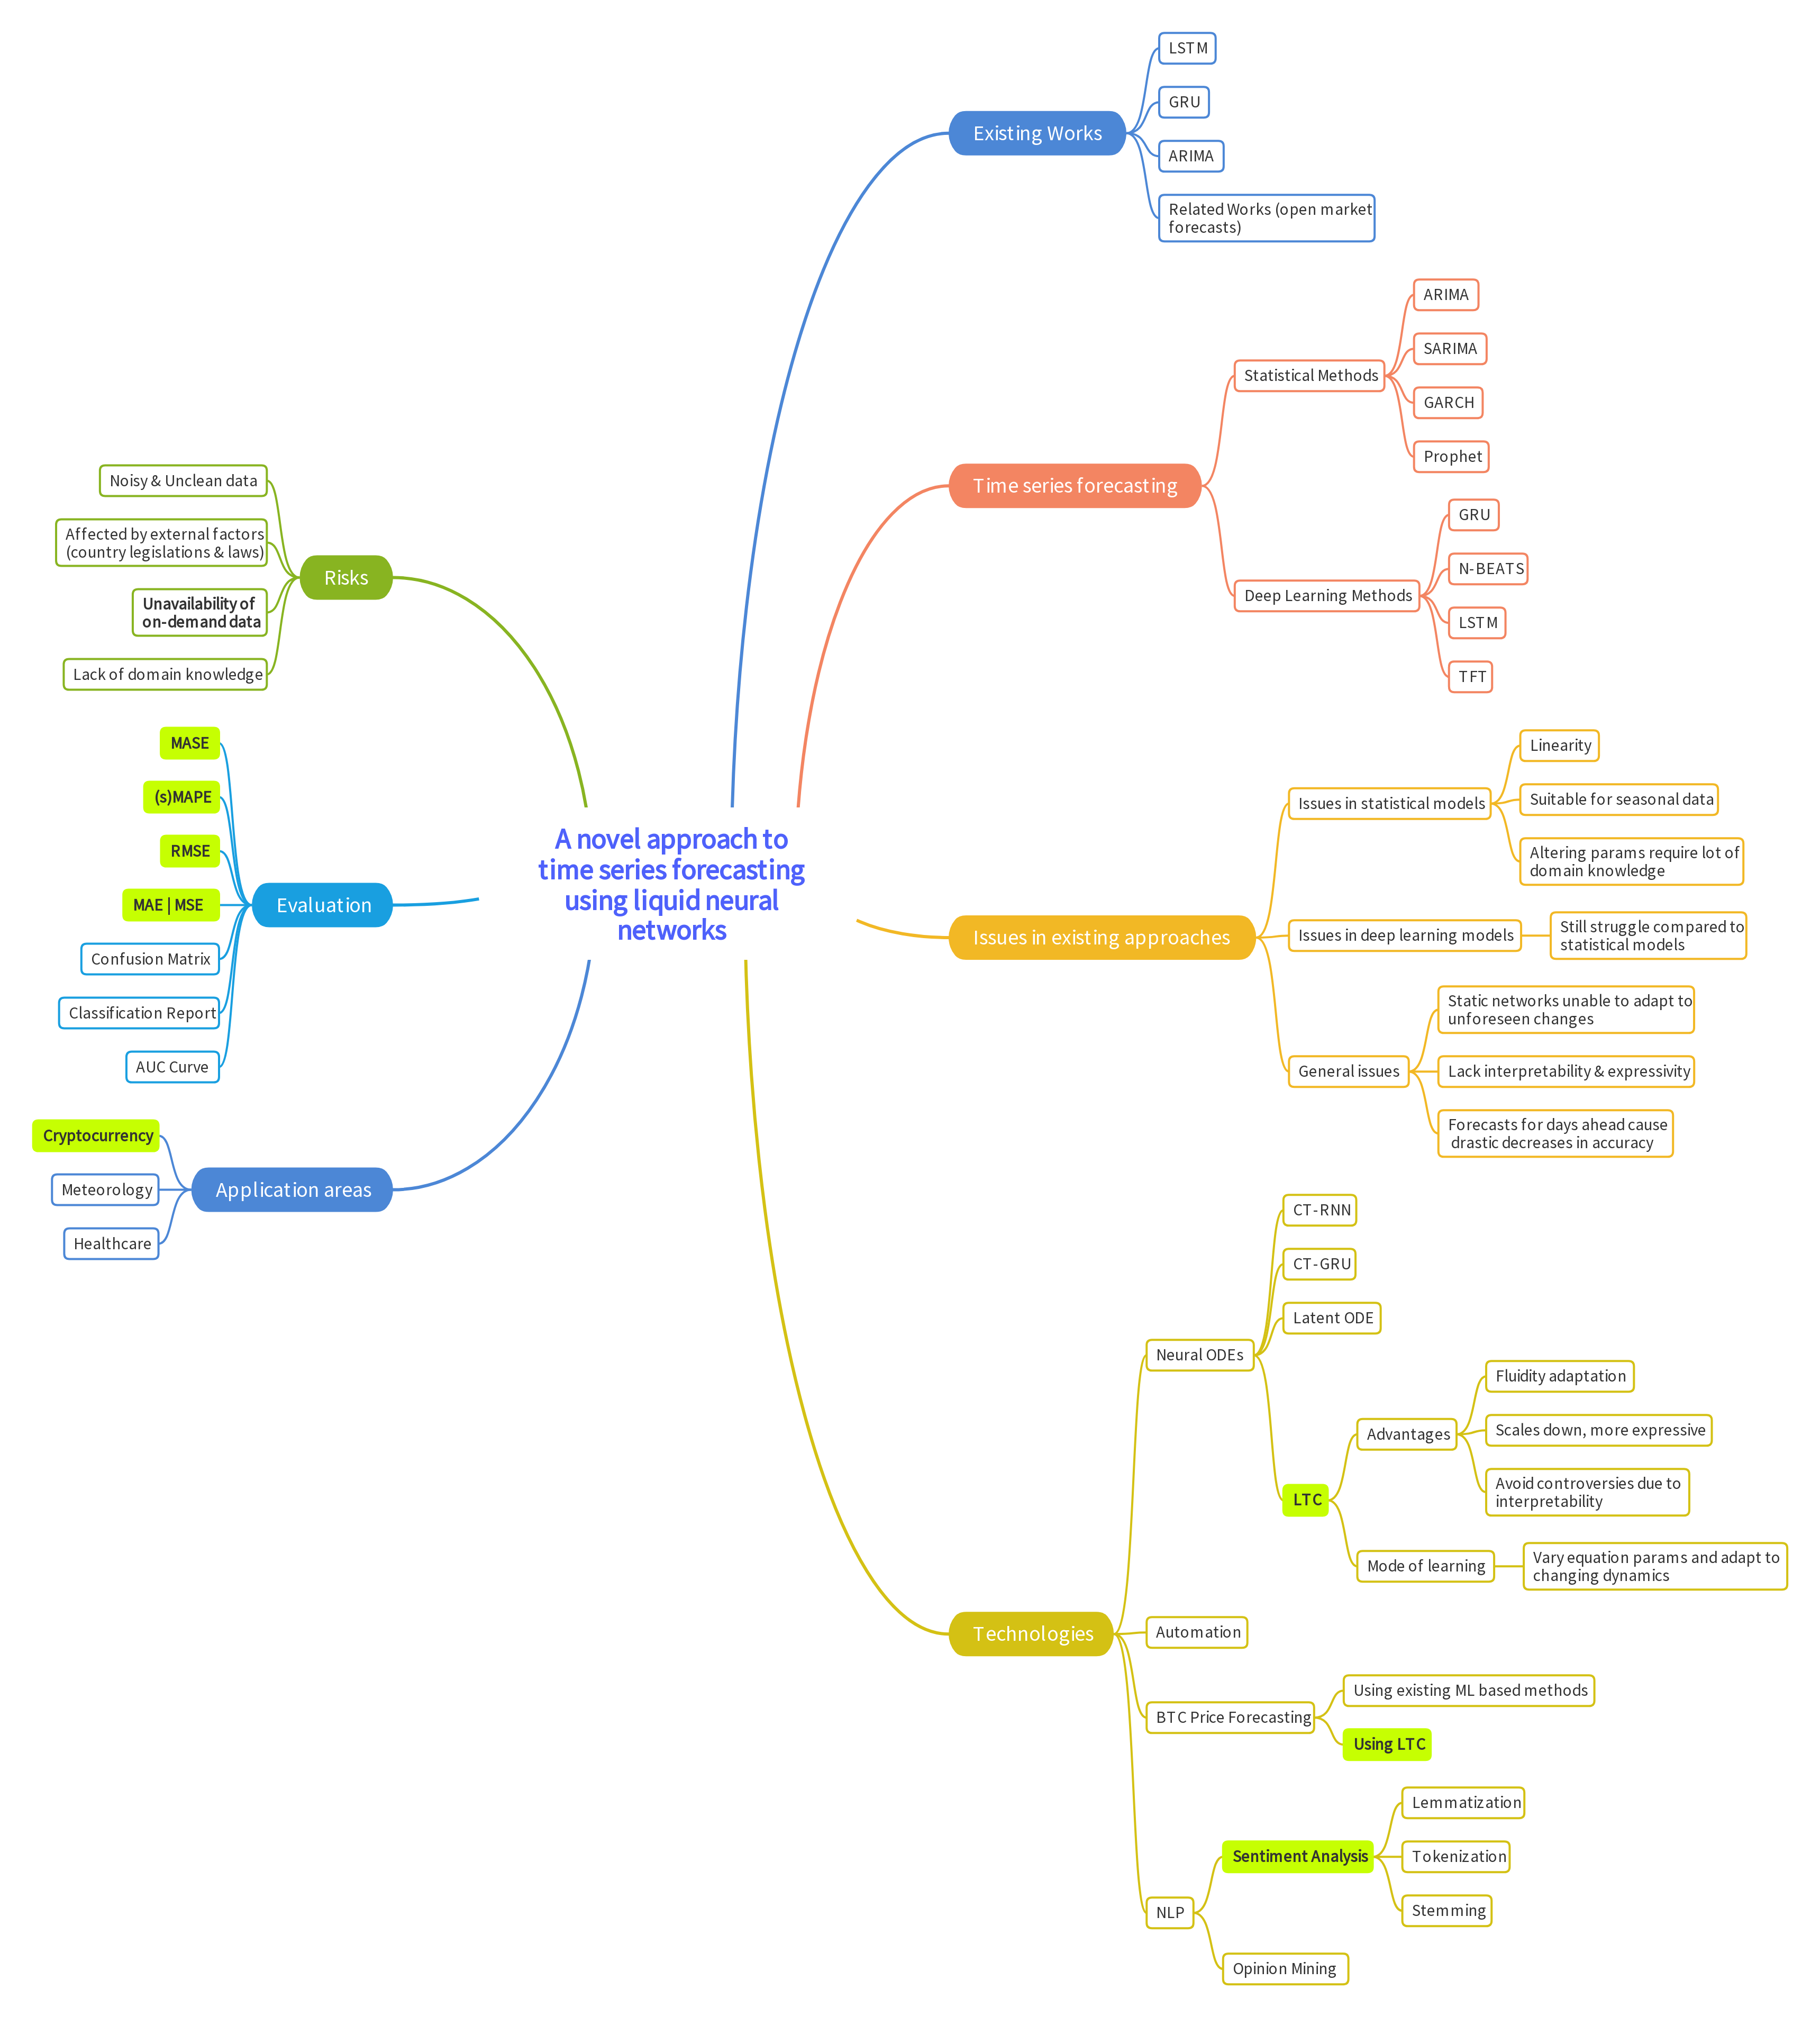 A novel approach to
time series forecasting
using liquid neural
networks
Existing Works
LSTM
GRU
ARIMA
Related Works (open market
forecasts)
Time series forecasting
Statistical Methods
ARIMA
SARIMA
GARCH
Prophet
Deep Learning Methods
GRU
N-BEATS
LSTM
TFT
Issues in existing approaches
Issues in statistical models
Linearity
Suitable for seasonal data
Altering params require lot of
domain knowledge
Issues in deep learning models
Still struggle compared to
statistical models
General issues
Static networks unable to adapt to
unforeseen changes
Lack interpretability & expressivity
Forecasts for days ahead cause
drastic decreases in accuracy
Technologies
Neural ODEs
CT-RNN
CT-GRU
Latent ODE
LTC
Advantages
Fluidity adaptation
Scales down, more expressive
Avoid controversies due to
interpretability
Mode of learning
Vary equation params and adapt to
changing dynamics
Automation
BTC Price Forecasting
Using existing ML based methods
Using LTC
NLP
Sentiment Analysis
Lemmatization
Tokenization
Stemming
Opinion Mining
Risks
Noisy & Unclean data
Affected by external factors
(country legislations & laws)
Unavailability of
on-demand data
Lack of domain knowledge
Evaluation
MASE
(s)MAPE
RMSE
MAE | MSE
Confusion Matrix
Classification Report
AUC Curve
Application areas
Cryptocurrency
Meteorology
Healthcare